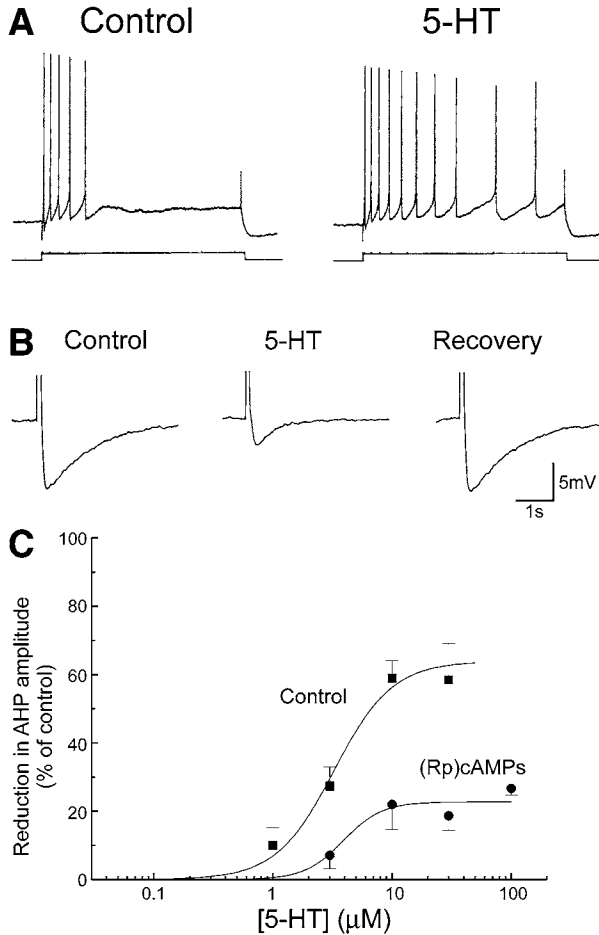 A
Control
5-HT
B
Control
5-HT
Recovery
5mV
1s
C
Reduction in AHP amplitude
(% of control)
100
80
60
40
20
0
Control
(Rp)cAMPs
0.1
1
10
100
[5-HT] (μM)